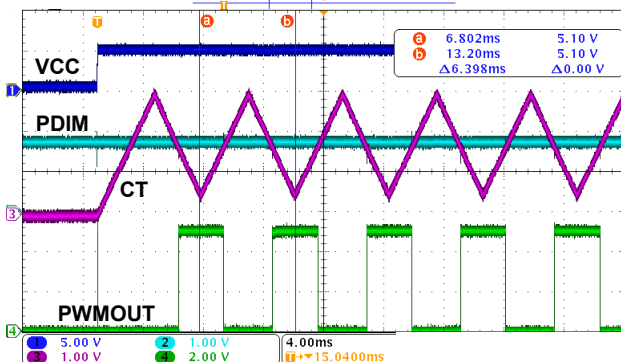 T
a
b
T
a 6.802ms 5.10 V
b 13.20ms 5.10 V
Δ6.398ms Δ0.00 V
VCC
1
PDIM
CT
3
PWMOUT
4
1 5.00 V 2 1.00 V 4.00ms
3 1.00 V 4 2.00 V T→▼15.0400ms